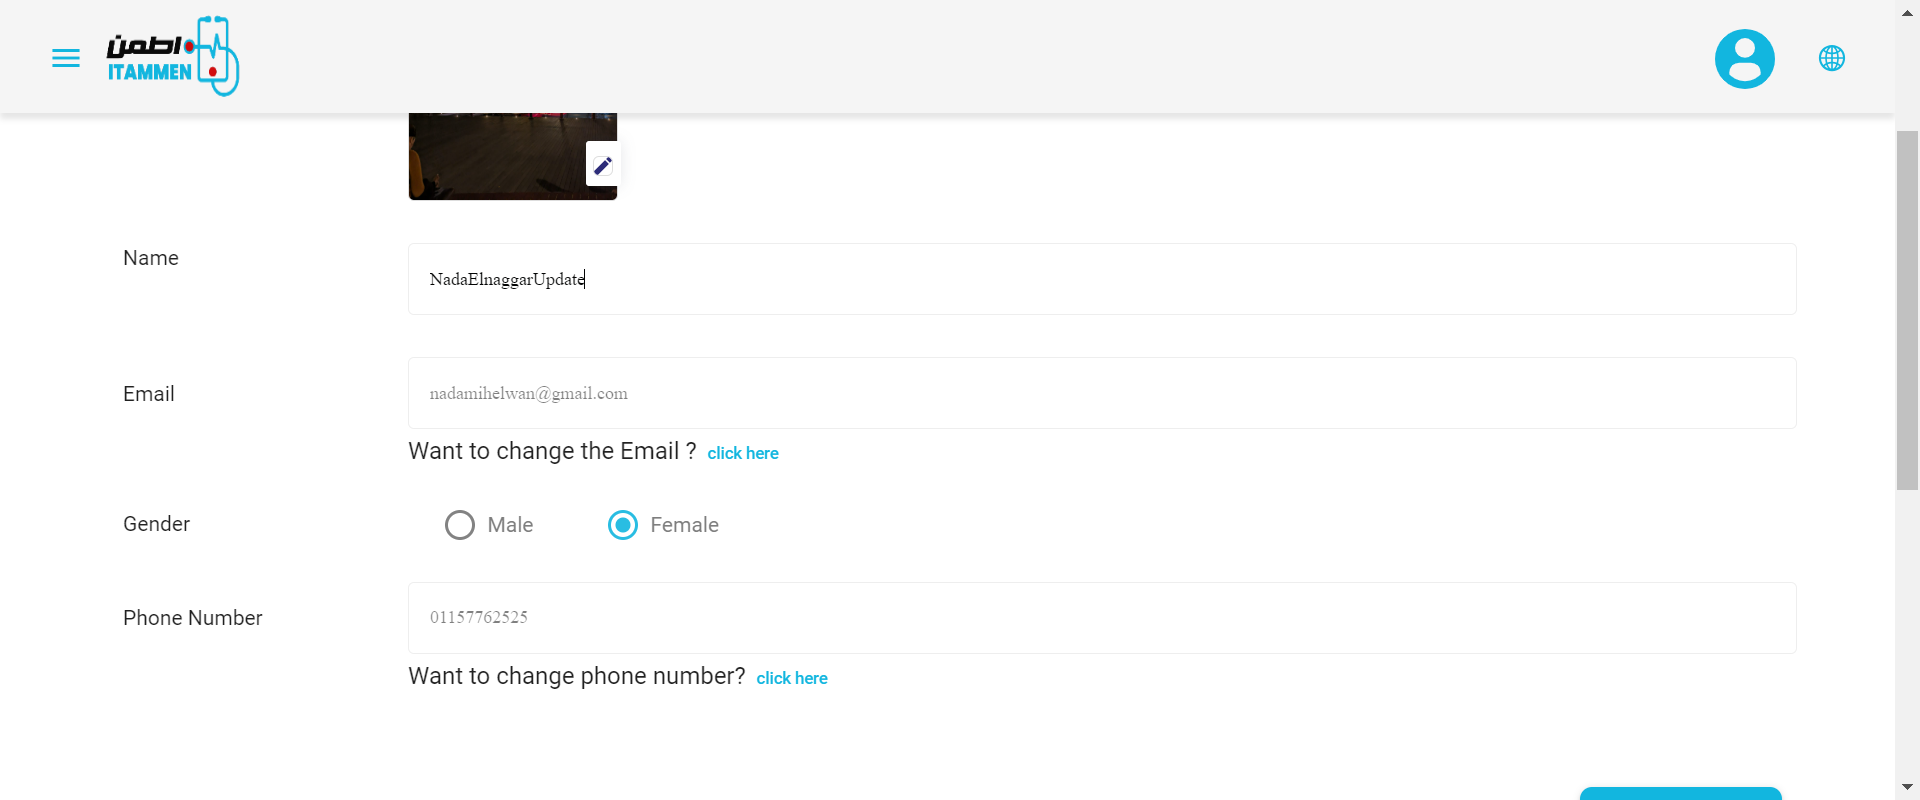 اطمن
ITAMMEN
Name
NadaElnaggarUpdate
Email
nadamihelwan@gmail.com
Want to change the Email ? click here
Gender
Male
Female
Phone Number
01157762525
Want to change phone number? click here